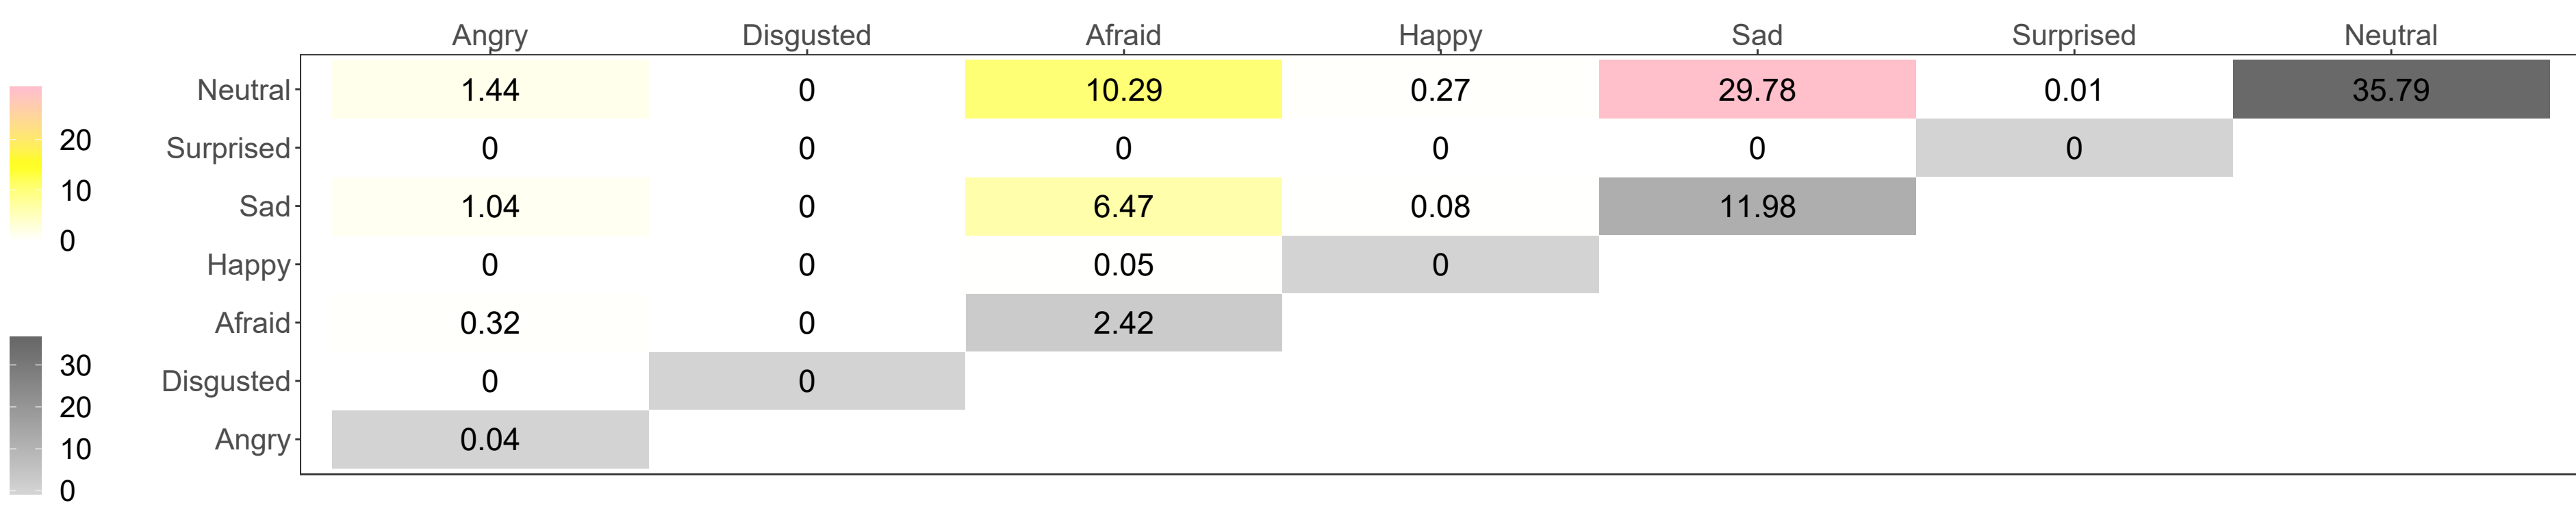 Angry Disgusted Afraid Happy Sad Surprised Neutral
Neutral 1.44 0 10.29 0.27 29.78 0.01 35.79
Surprised 0 0 0 0 0 0
Sad 1.04 0 6.47 0.08 11.98
Happy 0 0 0.05 0
Afraid 0.32 0 2.42
Disgusted 0 0
Angry 0.04
20
10
0
30
20
10
0